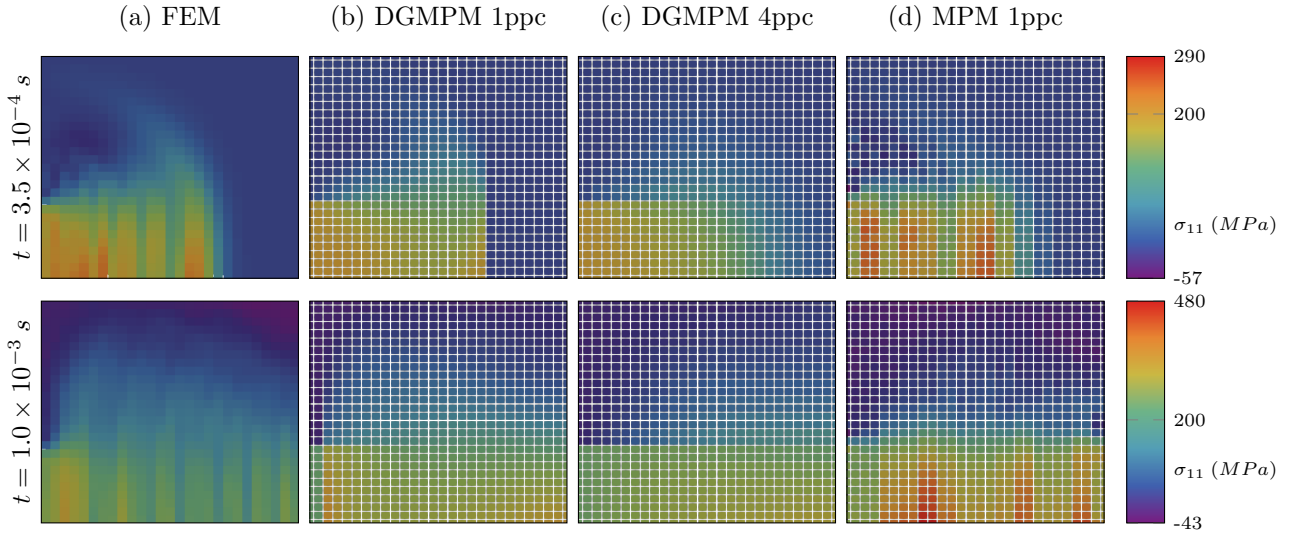 (a) FEM
(b) DGMPM 1ppc
(c) DGMPM 4ppc
(d) MPM 1ppc
t = 3.5 × 10⁻⁴ s
290
200
σ₁₁ (MPa)
-57
t = 1.0 × 10⁻³ s
480
200
σ₁₁ (MPa)
-43